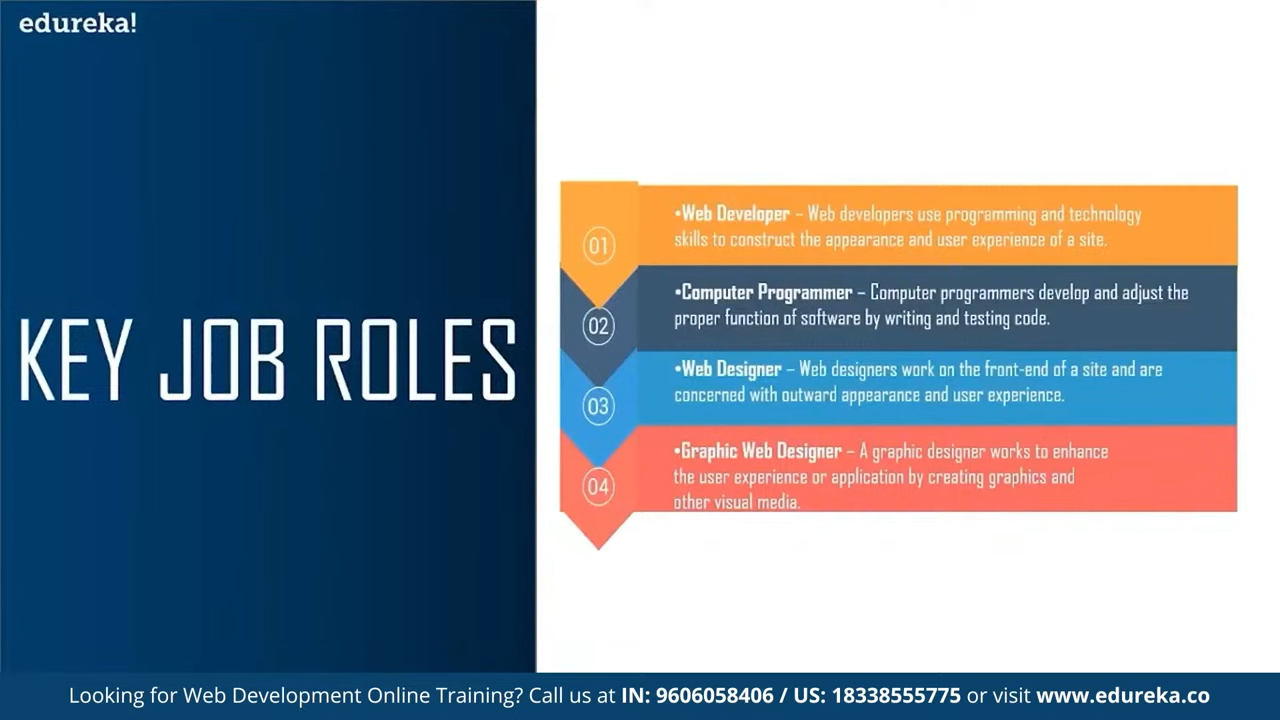 edureka!
KEY JOB ROLES
01
•Web Developer – Web developers use programming and technology
skills to construct the appearance and user experience of a site.
02
•Computer Programmer – Computer programmers develop and adjust the
proper function of software by writing and testing code.
03
•Web Designer – Web designers work on the front-end of a site and are
concerned with outward appearance and user experience.
04
•Graphic Web Designer – A graphic designer works to enhance
the user experience or application by creating graphics and
other visual media.
Looking for Web Development Online Training? Call us at IN: 9606058406 / US: 18338555775 or visit www.edureka.co